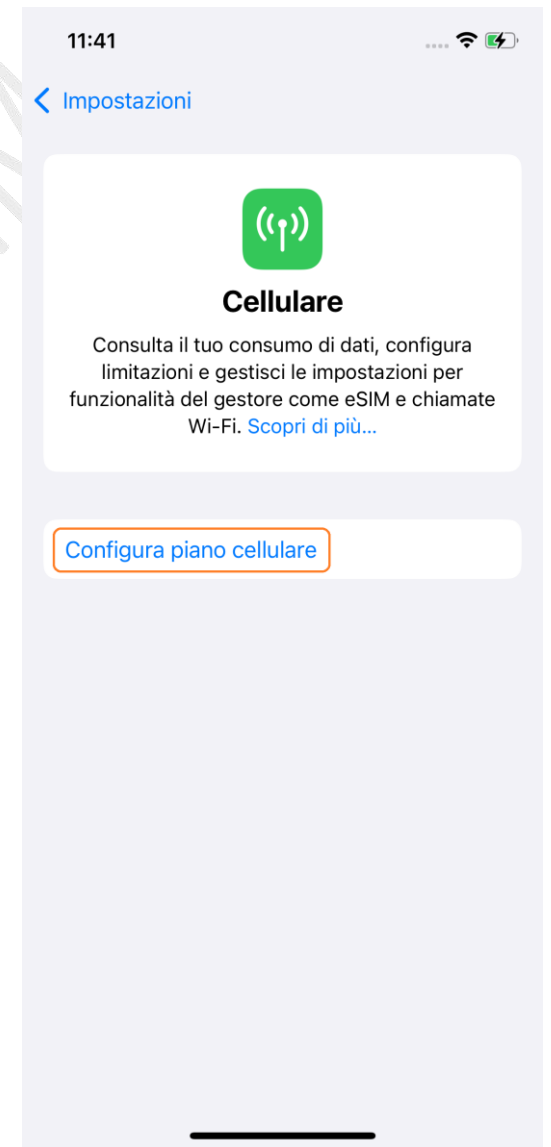 11:41
Impostazioni
Cellulare
Consulta il tuo consumo di dati, configura
limitazioni e gestisci le impostazioni per
funzionalità del gestore come eSIM e chiamate
Wi-Fi. Scopri di più...
Configura piano cellulare